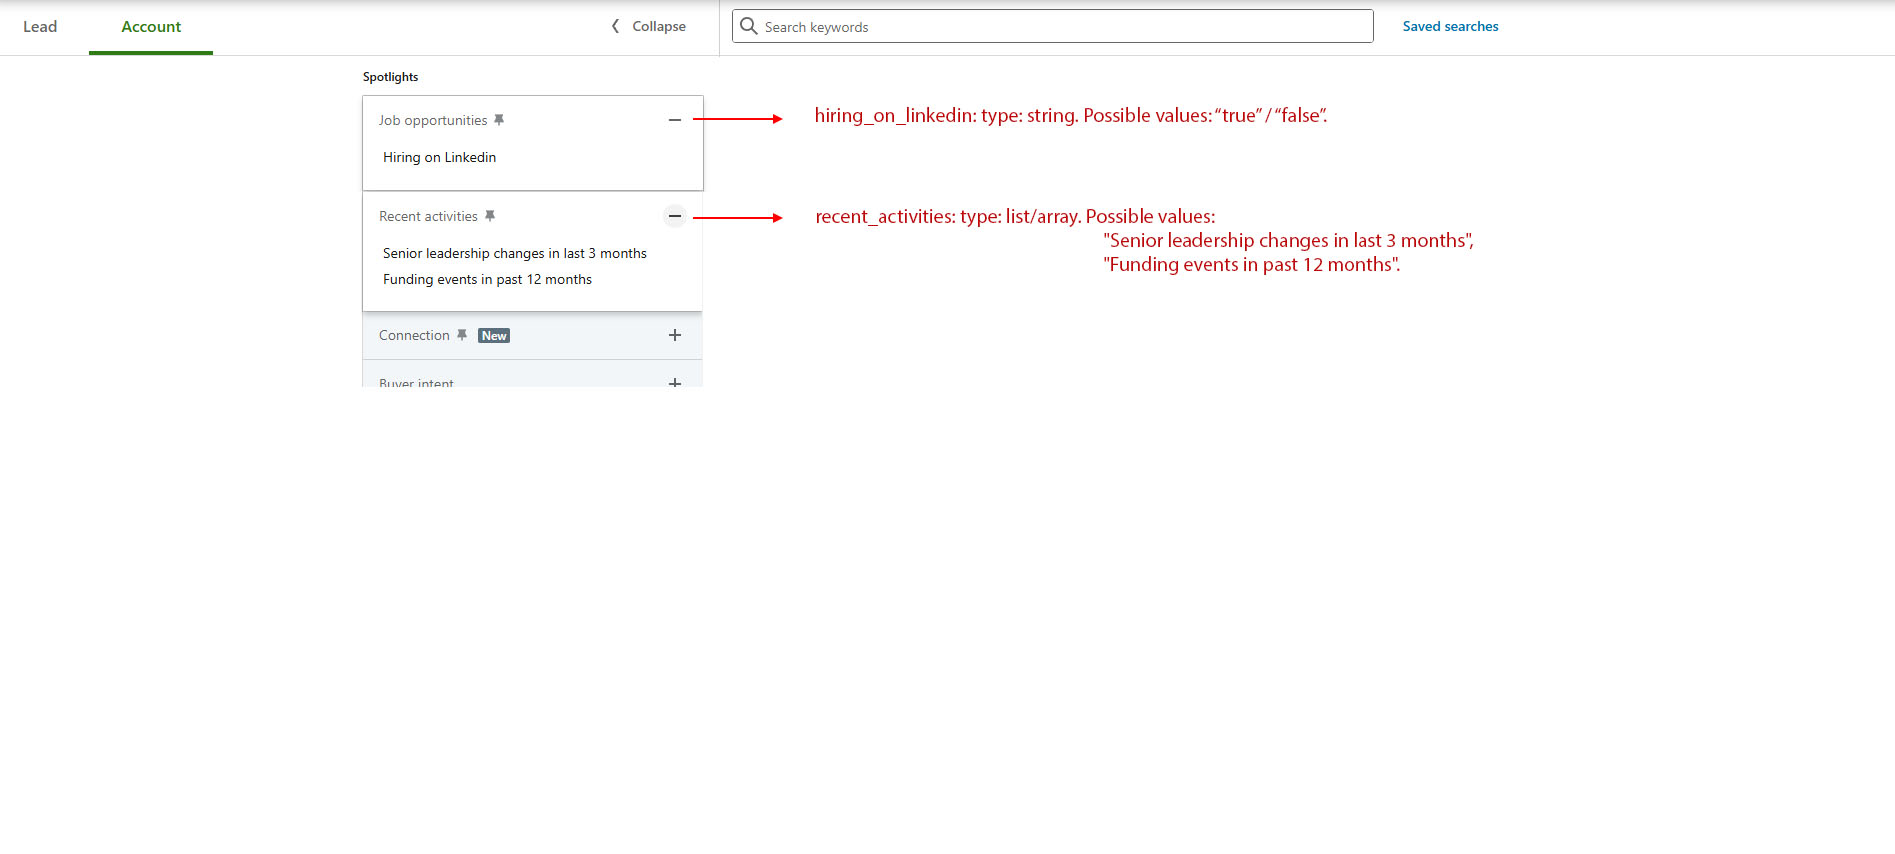 Lead
Account
Collapse
Search keywords
Saved searches
Spotlights
Job opportunities
Hiring on Linkedin
hiring_on_linkedin: type: string. Possible values: “true” / “false”.
Recent activities
Senior leadership changes in last 3 months
Funding events in past 12 months
recent_activities: type: list/array. Possible values:
"Senior leadership changes in last 3 months",
"Funding events in past 12 months".
Connection New
Buyer intent